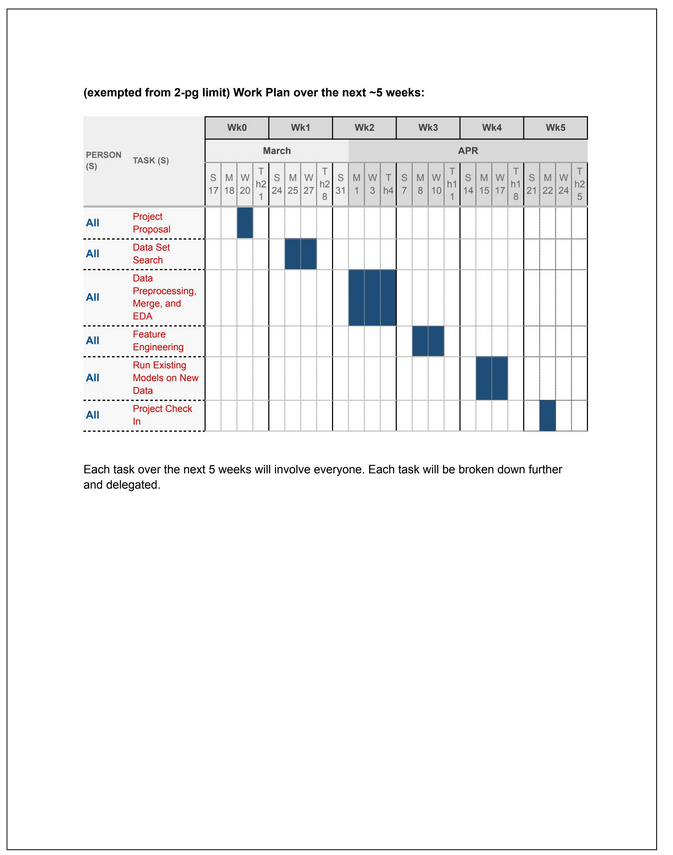 (exempted from 2-pg limit) Work Plan over the next ~5 weeks:
Wk0 Wk1 Wk2 Wk3 Wk4 Wk5
March APR
PERSON (S) TASK (S)
S 17 M 18 W 20 Th21 S 24 M 25 W 27 Th28 S 31 M 1 W 3 Th4 S 7 M 8 W 10 Th11 S 14 M 15 W 17 Th18 S 21 M 22 W 24 Th25
All Project
Proposal
All Data Set
Search
All Data
Preprocessing,
Merge, and
EDA
All Feature
Engineering
All Run Existing
Models on New
Data
All Project Check
In
Each task over the next 5 weeks will involve everyone. Each task will be broken down further
and delegated.